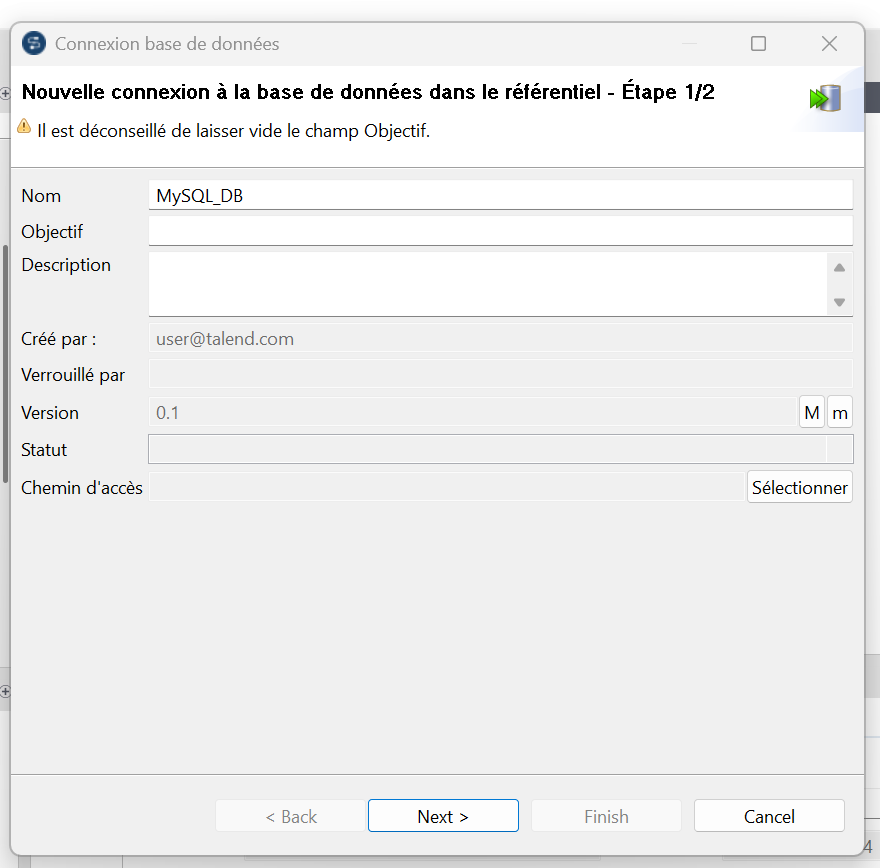 Connexion base de données
Nouvelle connexion à la base de données dans le référentiel - Étape 1/2
Il est déconseillé de laisser vide le champ Objectif.
Nom MySQL_DB
Objectif
Description
Créé par : user@talend.com
Verrouillé par
Version 0.1 M m
Statut
Chemin d'accès Sélectionner
< Back Next > Finish Cancel
4